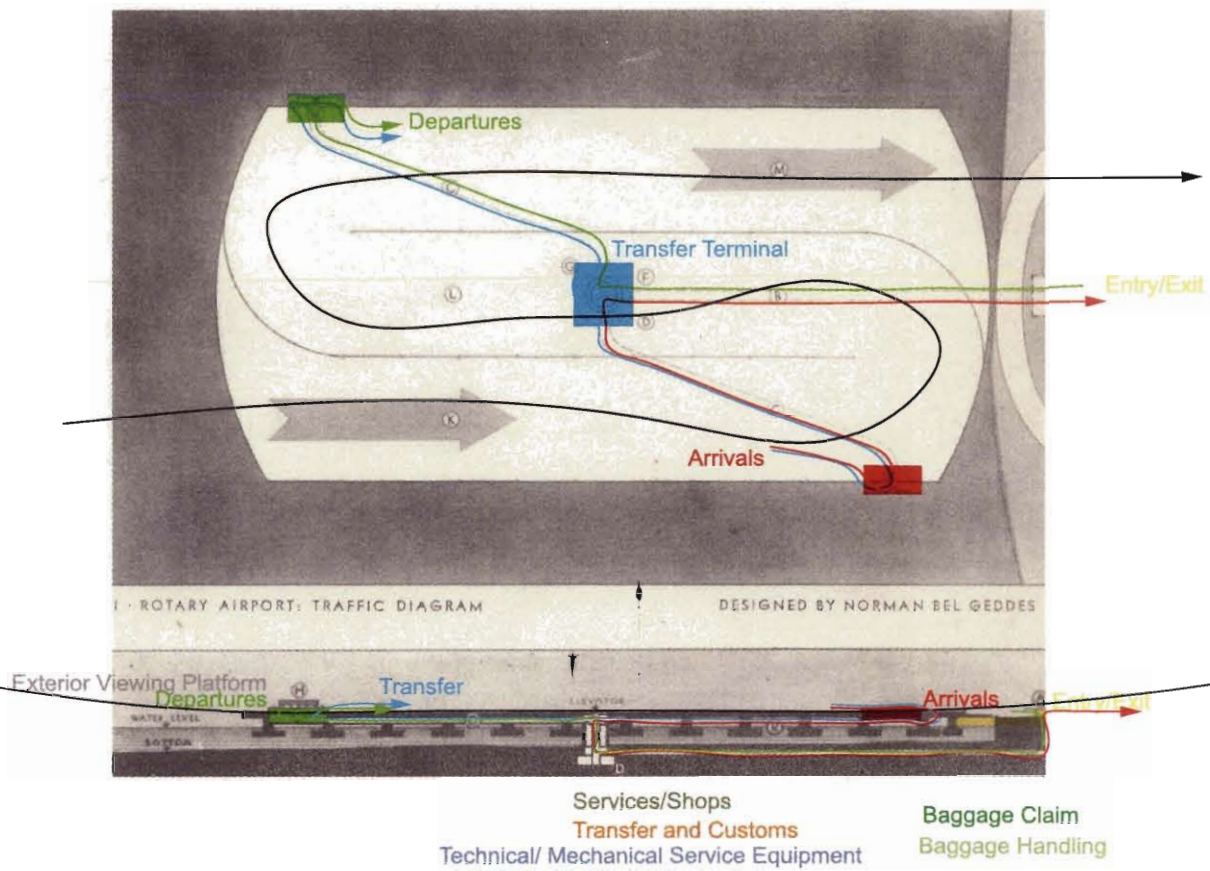 Departures
M
C
Transfer Terminal
G
F
L
B
Entry/Exit
D
K
C
Arrivals
ROTARY AIRPORT: TRAFFIC DIAGRAM
DESIGNED BY NORMAN BEL GEDDES
Exterior Viewing Platform
H
Departures
Transfer
ELEVATOR
Arrivals
Entry/Exit
WATER LEVEL
BOTTOM
D
Services/Shops
Transfer and Customs
Technical/ Mechanical Service Equipment
Baggage Claim
Baggage Handling